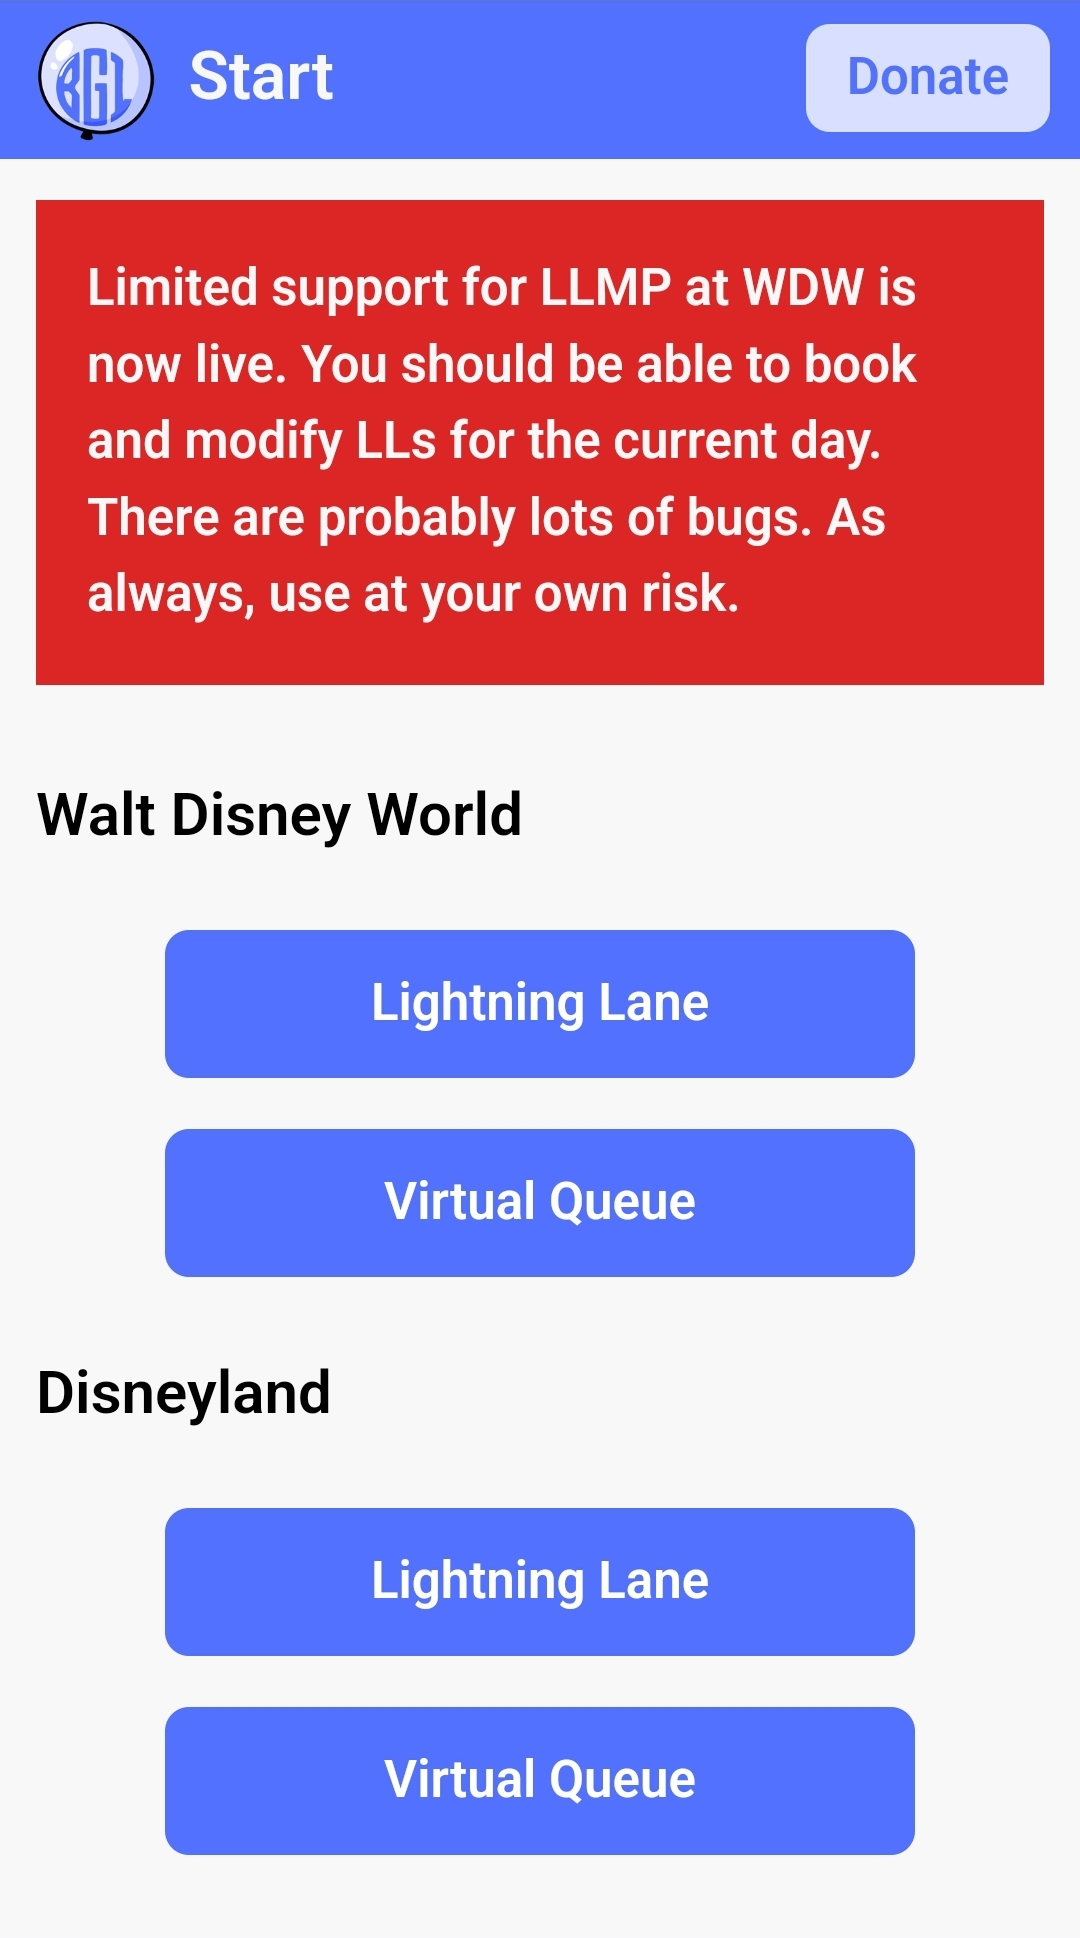 BG1
Start
Donate
Limited support for LLMP at WDW is
now live. You should be able to book
and modify LLs for the current day.
There are probably lots of bugs. As
always, use at your own risk.
Walt Disney World
Lightning Lane
Virtual Queue
Disneyland
Lightning Lane
Virtual Queue